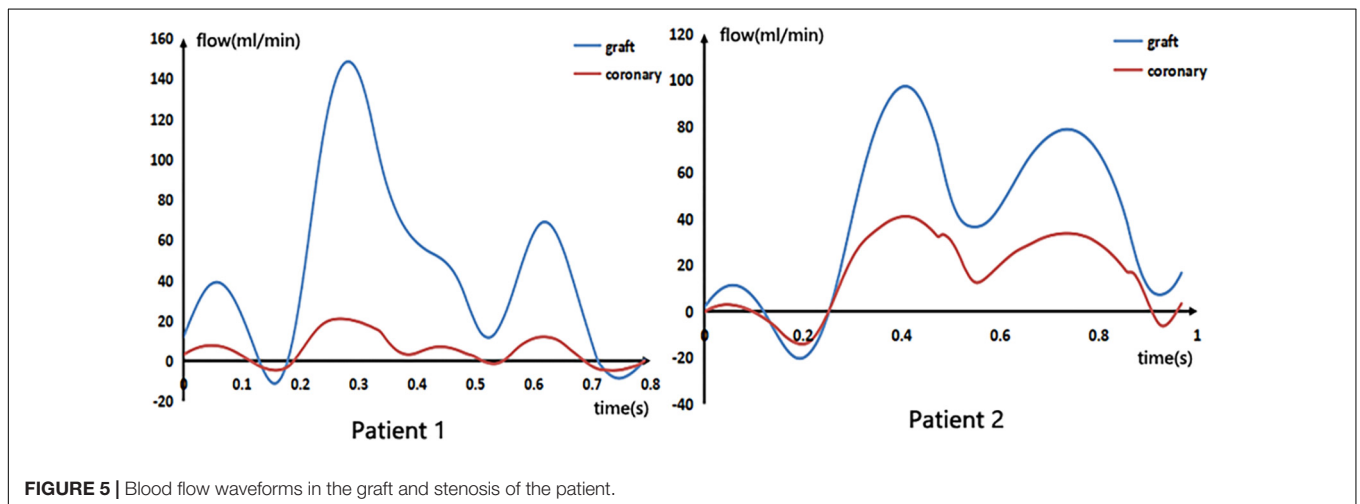 flow(ml/min)
graft
coronary
160
140
120
100
80
60
40
20
0
-20
0 0.1 0.2 0.3 0.4 0.5 0.6 0.7 0.8
time(s)
Patient 1
flow(ml/min)
graft
coronary
120
100
80
60
40
20
0
-20
-40
0 0.2 0.4 0.6 0.8 1
time(s)
Patient 2
FIGURE 5 | Blood flow waveforms in the graft and stenosis of the patient.